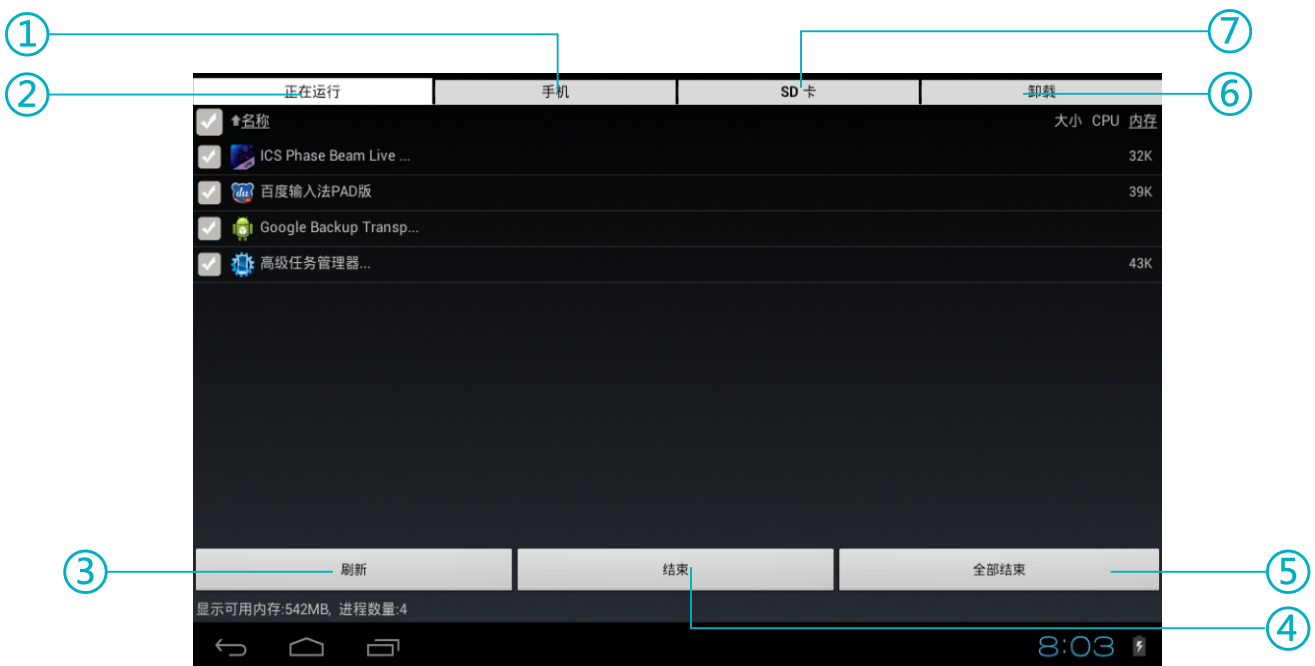 ① ⑦
② 正在运行 手机 SD 卡 卸载 ⑥
名称 大小 CPU 内存
ICS Phase Beam Live ... 32K
百度输入法PAD版 39K
Google Backup Transp...
高级任务管理器... 43K
③ 刷新 结束 全部结束 ⑤
显示可用内存:542MB, 进程数量:4
④
8:03